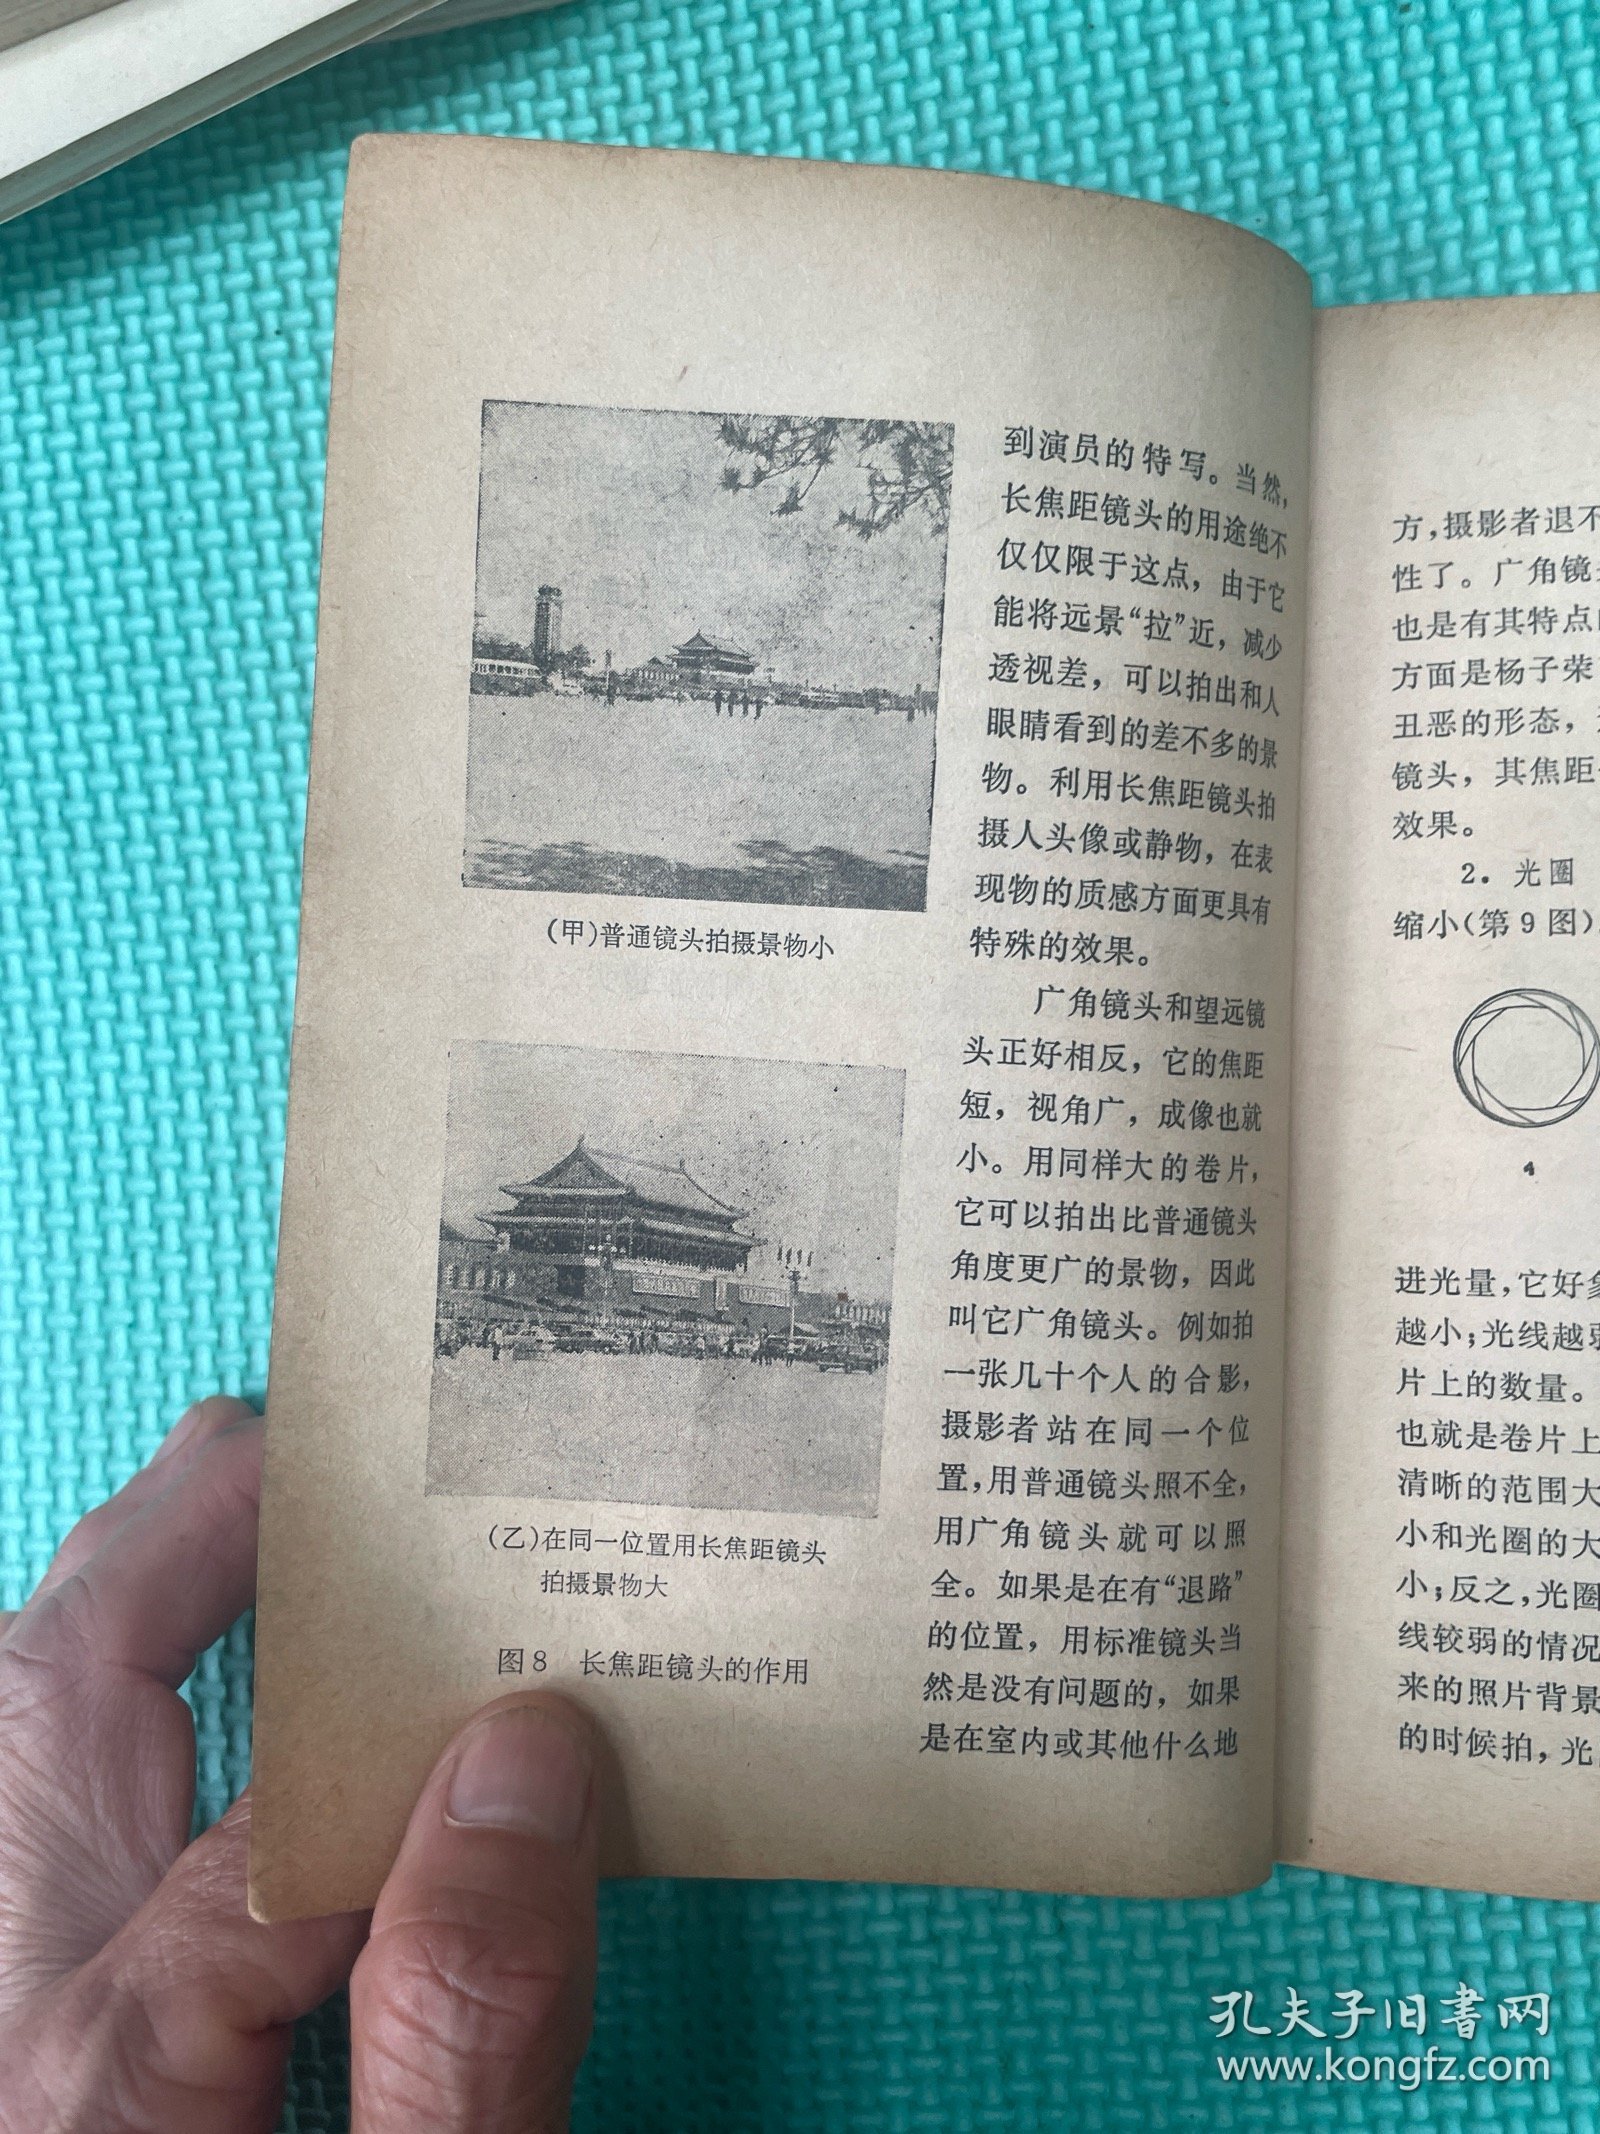 到演员的特写。当然，
长焦距镜头的用途绝不
仅仅限于这点，由于它
能将远景“拉”近，减少
透视差，可以拍出和人
眼睛看到的差不多的景
物。利用长焦距镜头拍
摄人头像或静物，在表
现物的质感方面更具有
特殊的效果。
广角镜头和望远镜
头正好相反，它的焦距
短，视角广，成像也就
小。用同样大的卷片，
它可以拍出比普通镜头
角度更广的景物，因此
叫它广角镜头。例如拍
一张几十个人的合影，
摄影者站在同一个位
置，用普通镜头照不全，
用广角镜头就可以照
全。如果是在有“退路”
的位置，用标准镜头当
然是没有问题的，如果
是在室内或其他什么地
(甲)普通镜头拍摄景物小
(乙)在同一位置用长焦距镜头
拍摄景物大
图8 长焦距镜头的作用
方，摄影者退不
性了。广角镜
也是有其特点
方面是杨子荣
丑恶的形态，
镜头，其焦距
效果。
2. 光圈
缩小(第9图)
进光量，它好
越小；光线越
片上的数量。
也就是卷片上
清晰的范围大
小和光圈的大
小；反之，光圈
线较弱的情况
来的照片背景
的时候拍，光
孔夫子旧书网
www.kongfz.com